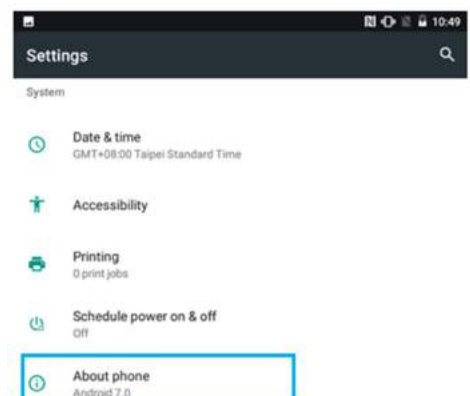 10:49
Settings
System
Date & time
GMT+08:00 Taipei Standard Time
Accessibility
Printing
0 print jobs
Schedule power on & off
Off
About phone
Android 7.0